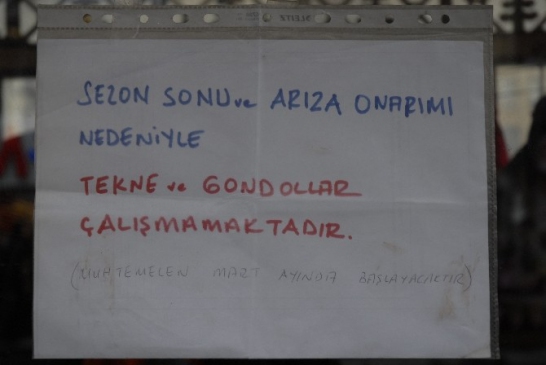 SEZON SONU ve ARIZA ONARIMI
NEDENİYLE
TEKNE ve GONDOLLAR
ÇALIŞMAMAKTADIR.
(MUHTEMELEN MART AYINDA BAŞLAYACAKTIR)